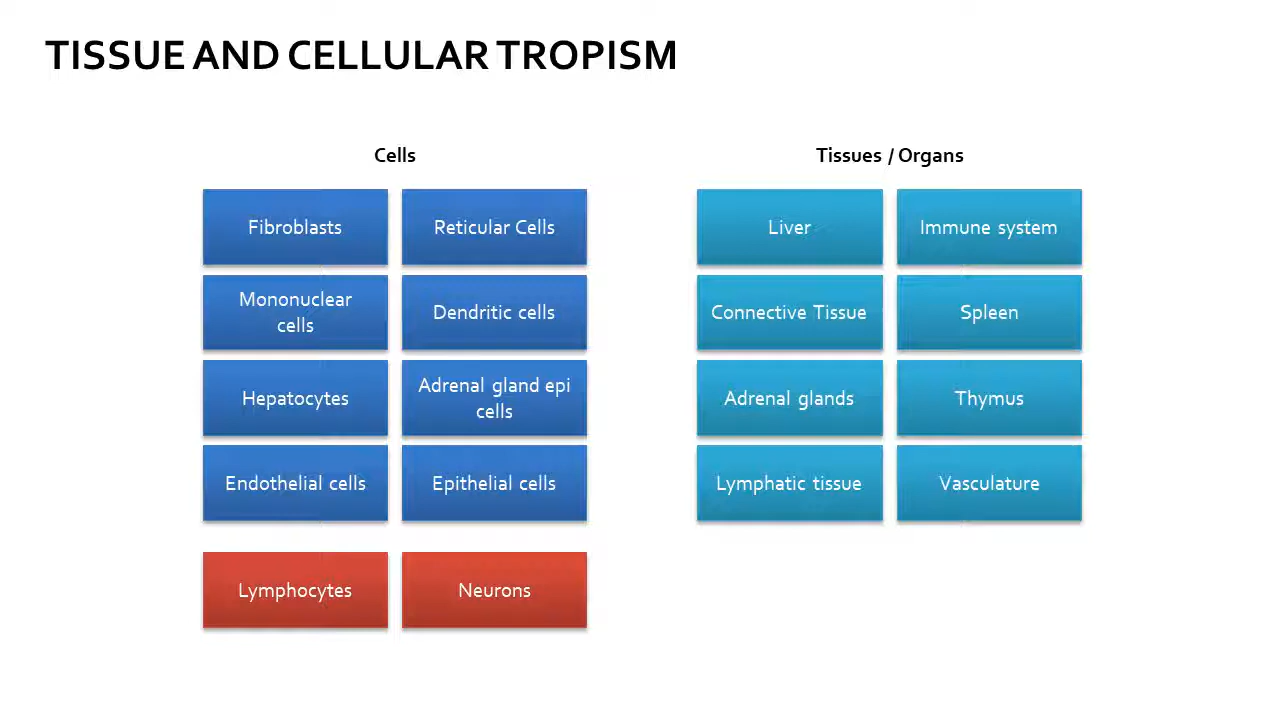 TISSUE AND CELLULAR TROPISM
Cells
Fibroblasts
Reticular Cells
Mononuclear
cells
Dendritic cells
Hepatocytes
Adrenal gland epi
cells
Endothelial cells
Epithelial cells
Lymphocytes
Neurons
Tissues / Organs
Liver
Immune system
Connective Tissue
Spleen
Adrenal glands
Thymus
Lymphatic tissue
Vasculature